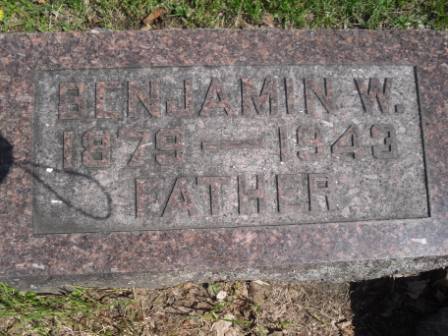 BENJAMIN W.
1879 — 1943
FATHER